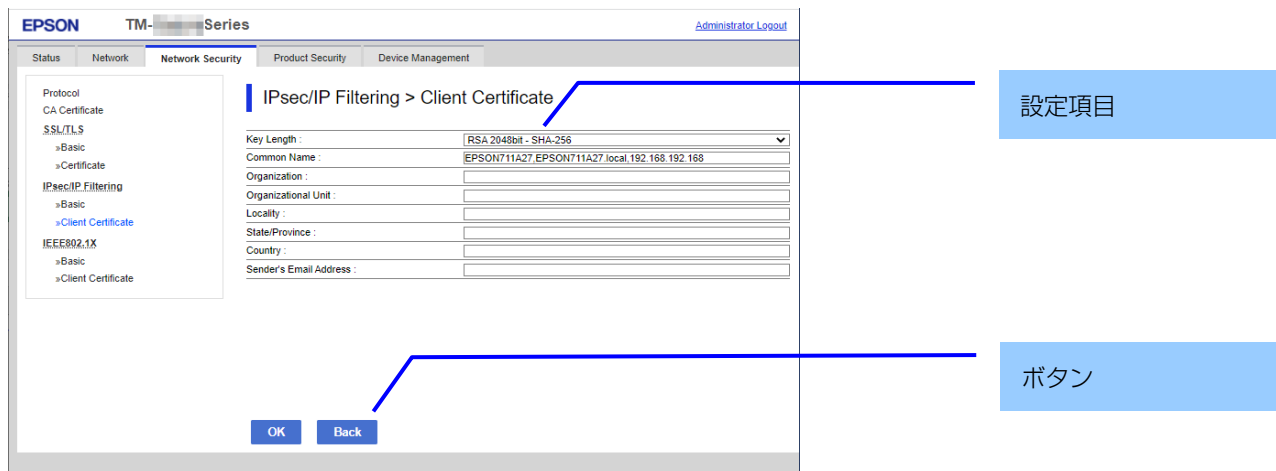 EPSON TM- Series Administrator Logout
Status Network Network Security Product Security Device Management
Protocol
CA Certificate
SSL/TLS
»Basic
»Certificate
IPsec/IP Filtering
»Basic
»Client Certificate
IEEE802.1X
»Basic
»Client Certificate
IPsec/IP Filtering > Client Certificate
Key Length : RSA 2048bit - SHA-256
Common Name : EPSON711A27,EPSON711A27.local,192.168.192.168
Organization :
Organizational Unit :
Locality :
State/Province :
Country :
Sender's Email Address :
OK Back
設定項目
ボタン